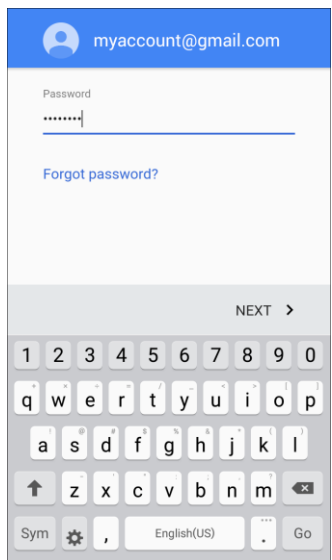 myaccount@gmail.com
Password
••••••••
Forgot password?
NEXT >
1 2 3 4 5 6 7 8 9 0
q w e r t y u i o p
a s d f g h j k l
z x c v b n m
Sym , English(US) . Go